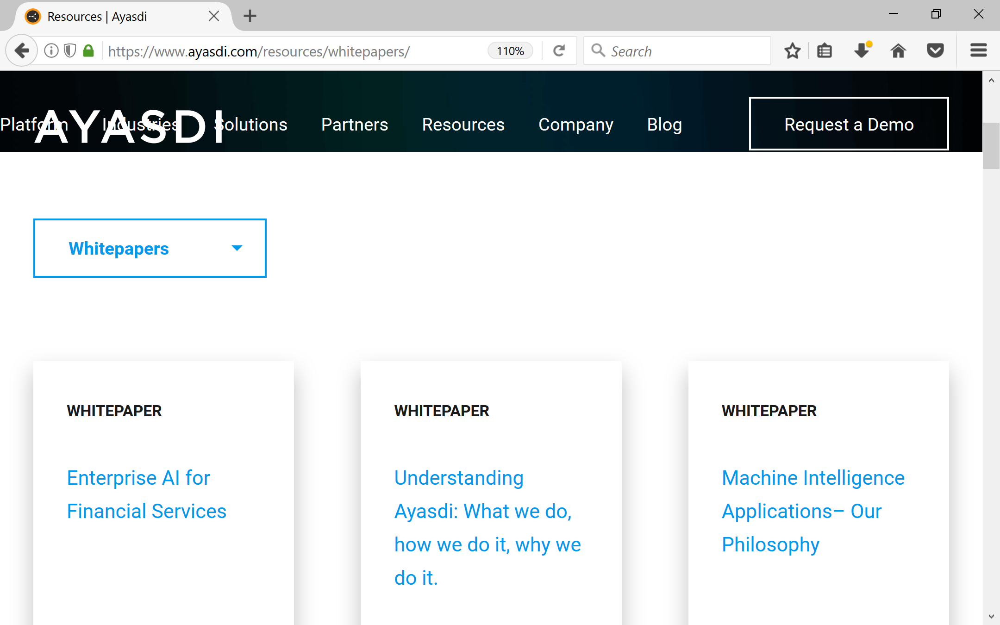 Resources | Ayasdi
https://www.ayasdi.com/resources/whitepapers/
110%
Search
AYASDI
Platform Industries Solutions Partners Resources Company Blog Request a Demo
Whitepapers
WHITEPAPER
Enterprise AI for
Financial Services
WHITEPAPER
Understanding
Ayasdi: What we do,
how we do it, why we
do it.
WHITEPAPER
Machine Intelligence
Applications– Our
Philosophy